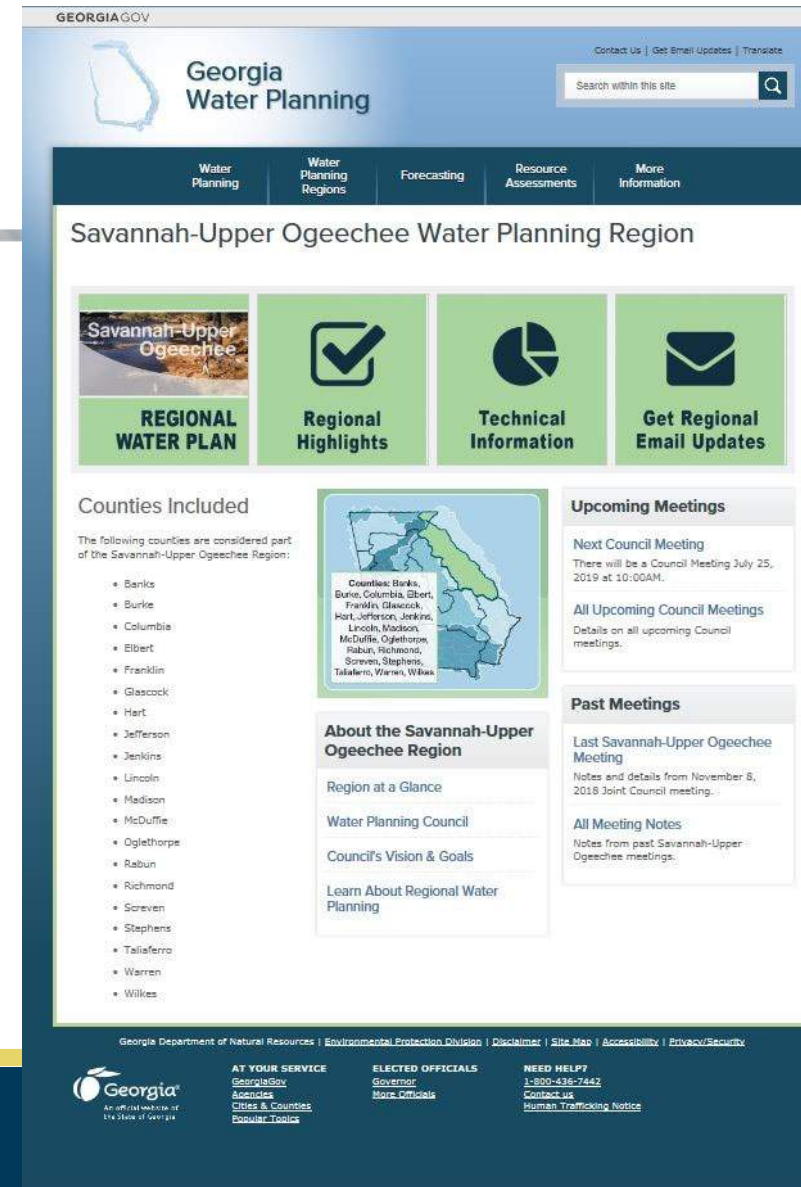 GEORGIAGOV
Contact Us | Get Email Updates | Translate
Georgia
Water Planning
Search within this site
Water
Planning
Water
Planning
Regions
Forecasting
Resource
Assessments
More
Information
Savannah-Upper Ogeechee Water Planning Region
Savannah-Upper
Ogeechee
REGIONAL
WATER PLAN
Regional
Highlights
Technical
Information
Get Regional
Email Updates
Counties Included
The following counties are considered part
of the Savannah-Upper Ogeechee Region:
• Banks
• Burke
• Columbia
• Elbert
• Franklin
• Glascock
• Hart
• Jefferson
• Jenkins
• Lincoln
• Madison
• McDuffie
• Oglethorpe
• Rabun
• Richmond
• Screven
• Stephens
• Taliaferro
• Warren
• Wilkes
Counties: Banks,
Burke, Columbia, Elbert,
Franklin, Glascock,
Hart, Jefferson, Jenkins,
Lincoln, Madison,
McDuffie, Oglethorpe,
Rabun, Richmond,
Screven, Stephens,
Taliaferro, Warren, Wilkes
About the Savannah-Upper
Ogeechee Region
Region at a Glance
Water Planning Council
Council's Vision & Goals
Learn About Regional Water
Planning
Upcoming Meetings
Next Council Meeting
There will be a Council Meeting July 25,
2019 at 10:00AM.
All Upcoming Council Meetings
Details on all upcoming Council
meetings.
Past Meetings
Last Savannah-Upper Ogeechee
Meeting
Notes and details from November 8,
2018 Joint Council meeting.
All Meeting Notes
Notes from past Savannah-Upper
Ogeechee meetings.
Georgia Department of Natural Resources | Environmental Protection Division | Disclaimer | Site Map | Accessibility | Privacy/Security
Georgia®
An official website of
the State of Georgia
AT YOUR SERVICE
GeorgiaGov
Agencies
Cities & Counties
Popular Topics
ELECTED OFFICIALS
Governor
More Officials
NEED HELP?
1-800-436-7442
Contact us
Human Trafficking Notice